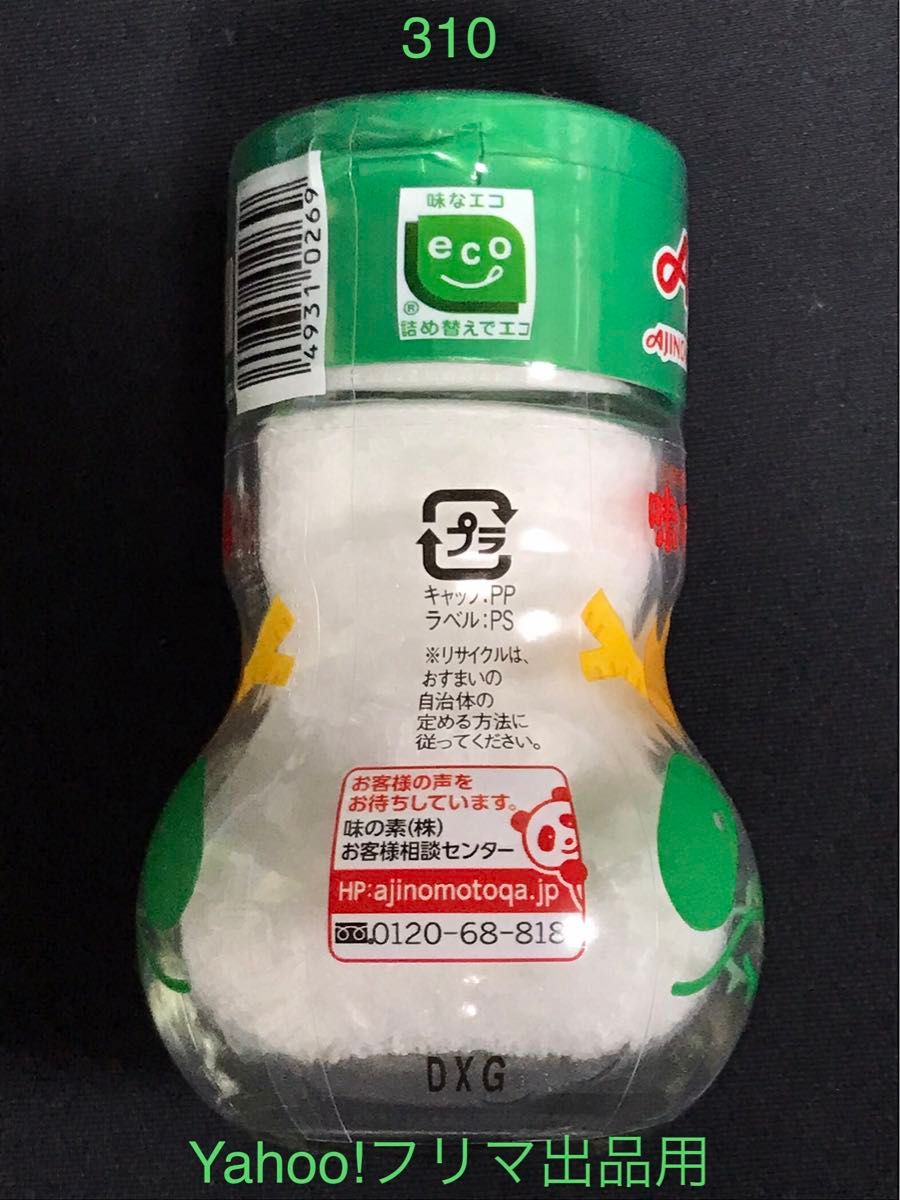 310
4931 0269
味なエコ
eco
®
詰め替えでエコ
プラ
キャップ:PP
ラベル:PS
※リサイクルは、
おすまいの
自治体の
定める方法に
従ってください。
お客様の声を
お待ちしています。
味の素(株)
お客様相談センター
HP:ajinomotoqa.jp
0120-68-818
DXG
Yahoo!フリマ出品用